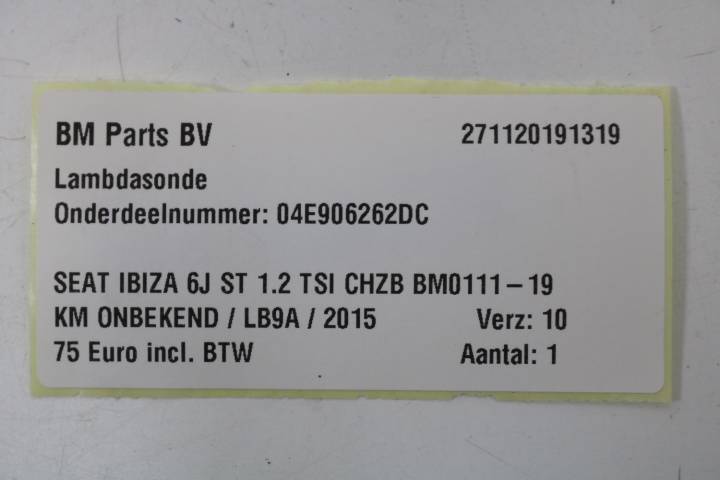 BM Parts BV 271120191319
Lambdasonde
Onderdeelnummer: 04E906262DC
SEAT IBIZA 6J ST 1.2 TSI CHZB BM0111-19
KM ONBEKEND / LB9A / 2015 Verz: 10
75 Euro incl. BTW Aantal: 1